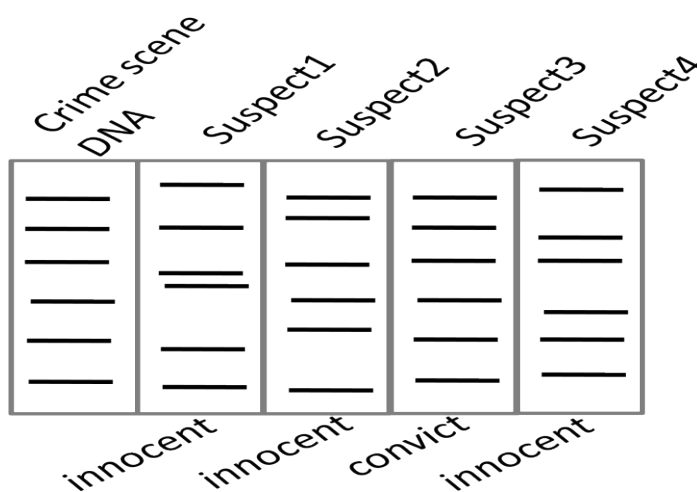 Crime scene
DNA
Suspect1
Suspect2
Suspect3
Suspect4
innocent
innocent
convict
innocent